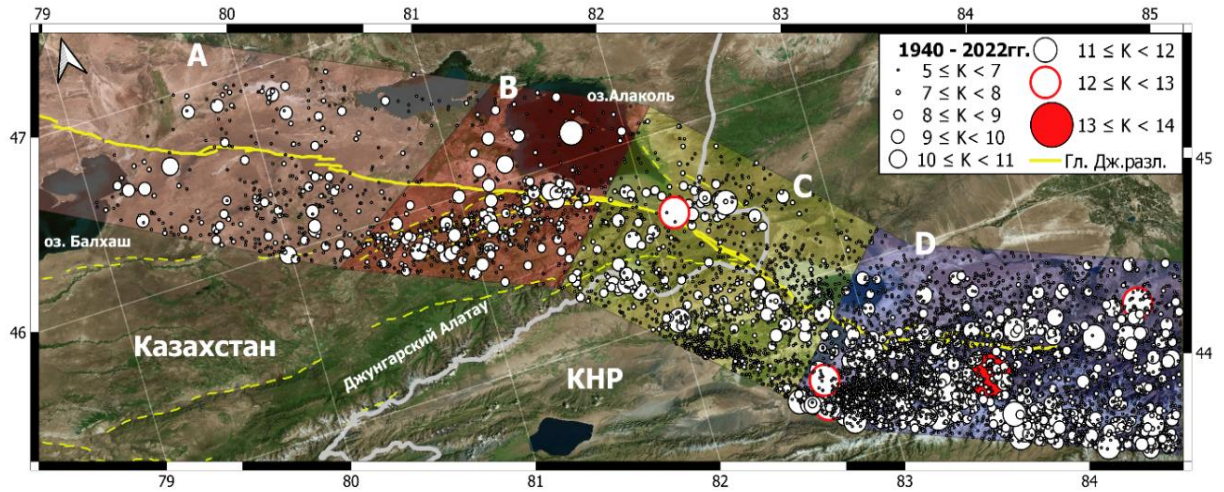 79 80 81 82 83 84 85
A
B
C
D
47
46
45
44
оз.Алаколь
оз. Балхаш
Джунгарский Алатау
Казахстан
КНР
1940 - 2022гг.
5 ≤ K < 7
7 ≤ K < 8
8 ≤ K < 9
9 ≤ K < 10
10 ≤ K < 11
11 ≤ K < 12
12 ≤ K < 13
13 ≤ K < 14
Гл. Дж.разл.
79 80 81 82 83 84